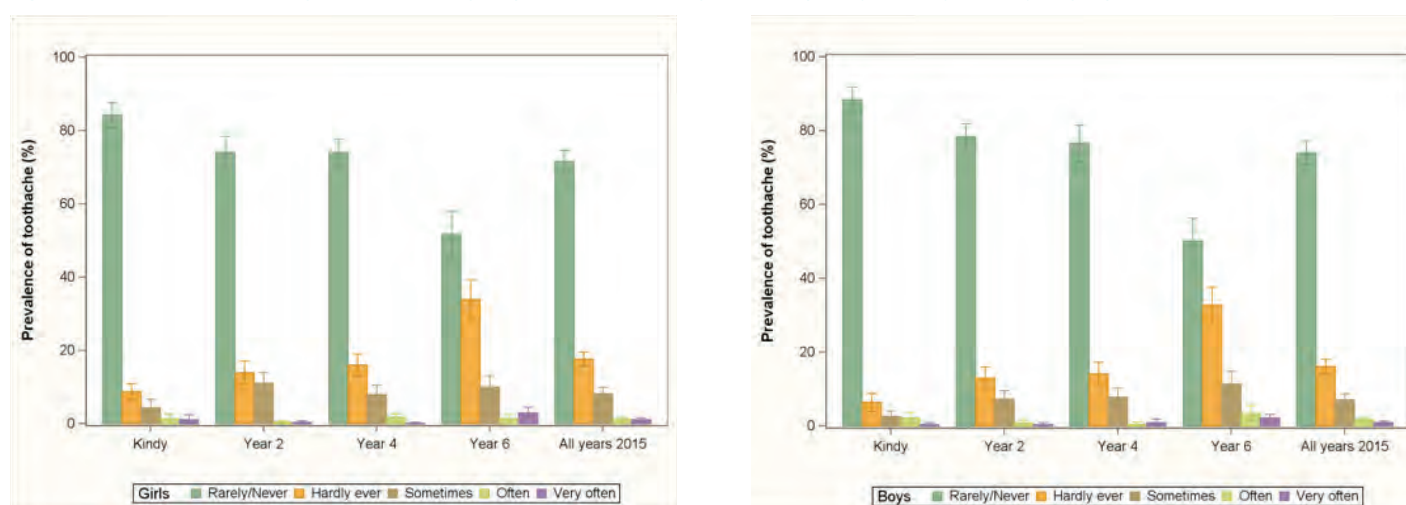 Prevalence of toothache (%)
100
80
60
40
20
0
Kindy Year 2 Year 4 Year 6 All years 2015
Girls Rarely/Never Hardly ever Sometimes Often Very often
Prevalence of toothache (%)
100
80
60
40
20
0
Kindy Year 2 Year 4 Year 6 All years 2015
Boys Rarely/Never Hardly ever Sometimes Often Very often